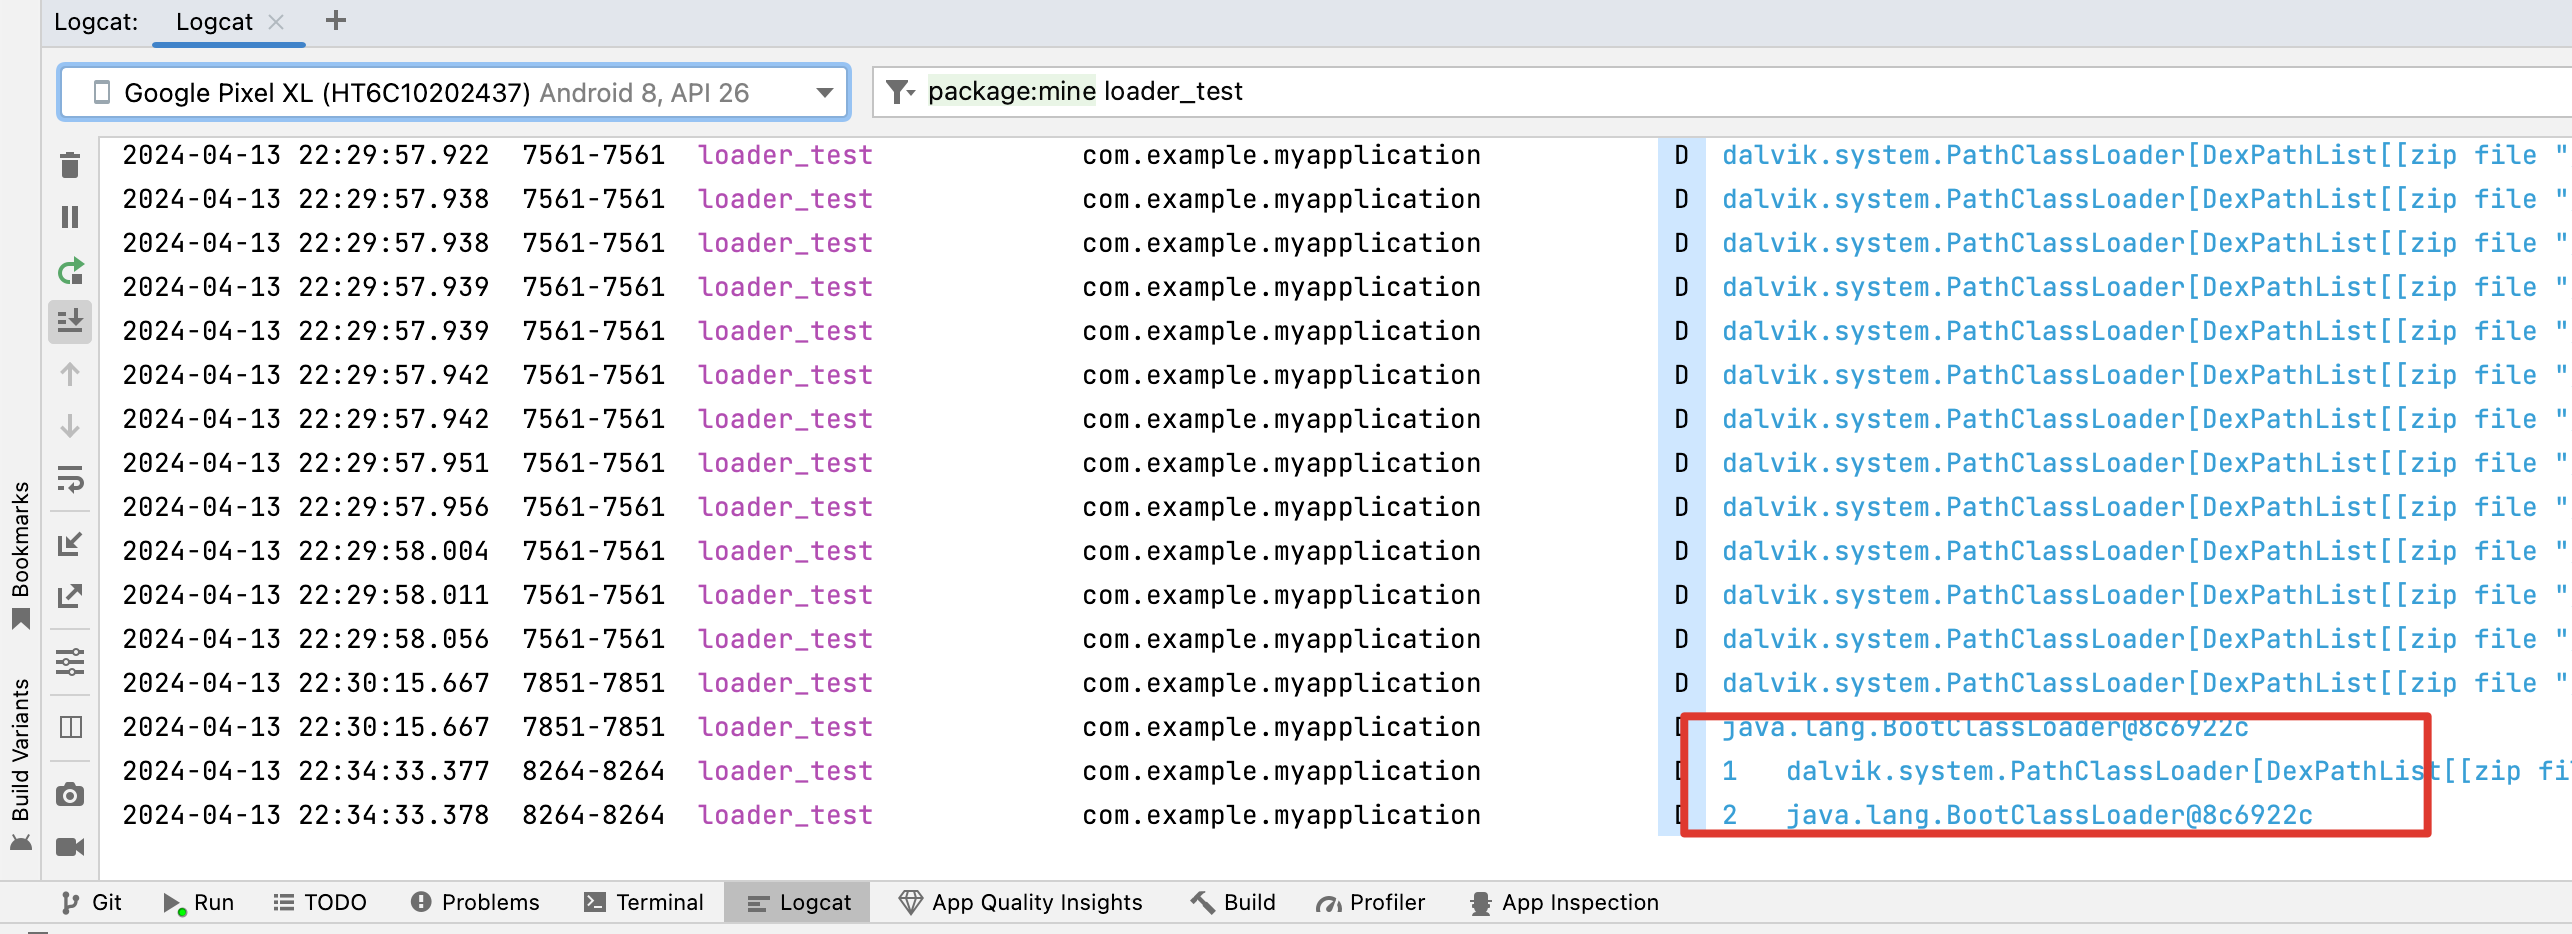 Logcat: Logcat
Google Pixel XL (HT6C10202437) Android 8, API 26
package:mine loader_test
2024-04-13 22:29:57.922 7561-7561 loader_test com.example.myapplication D dalvik.system.PathClassLoader[DexPathList[[zip file "
2024-04-13 22:29:57.938 7561-7561 loader_test com.example.myapplication D dalvik.system.PathClassLoader[DexPathList[[zip file "
2024-04-13 22:29:57.938 7561-7561 loader_test com.example.myapplication D dalvik.system.PathClassLoader[DexPathList[[zip file "
2024-04-13 22:29:57.939 7561-7561 loader_test com.example.myapplication D dalvik.system.PathClassLoader[DexPathList[[zip file "
2024-04-13 22:29:57.939 7561-7561 loader_test com.example.myapplication D dalvik.system.PathClassLoader[DexPathList[[zip file "
2024-04-13 22:29:57.942 7561-7561 loader_test com.example.myapplication D dalvik.system.PathClassLoader[DexPathList[[zip file "
2024-04-13 22:29:57.942 7561-7561 loader_test com.example.myapplication D dalvik.system.PathClassLoader[DexPathList[[zip file "
2024-04-13 22:29:57.951 7561-7561 loader_test com.example.myapplication D dalvik.system.PathClassLoader[DexPathList[[zip file "
2024-04-13 22:29:57.956 7561-7561 loader_test com.example.myapplication D dalvik.system.PathClassLoader[DexPathList[[zip file "
2024-04-13 22:29:58.004 7561-7561 loader_test com.example.myapplication D dalvik.system.PathClassLoader[DexPathList[[zip file "
2024-04-13 22:29:58.011 7561-7561 loader_test com.example.myapplication D dalvik.system.PathClassLoader[DexPathList[[zip file "
2024-04-13 22:29:58.056 7561-7561 loader_test com.example.myapplication D dalvik.system.PathClassLoader[DexPathList[[zip file "
2024-04-13 22:30:15.667 7851-7851 loader_test com.example.myapplication D dalvik.system.PathClassLoader[DexPathList[[zip file "
2024-04-13 22:30:15.667 7851-7851 loader_test com.example.myapplication D java.lang.BootClassLoader@8c6922c
2024-04-13 22:34:33.377 8264-8264 loader_test com.example.myapplication D 1 dalvik.system.PathClassLoader[DexPathList[[zip fi
2024-04-13 22:34:33.378 8264-8264 loader_test com.example.myapplication D 2 java.lang.BootClassLoader@8c6922c
Bookmarks
Build Variants
Git Run TODO Problems Terminal Logcat App Quality Insights Build Profiler App Inspection